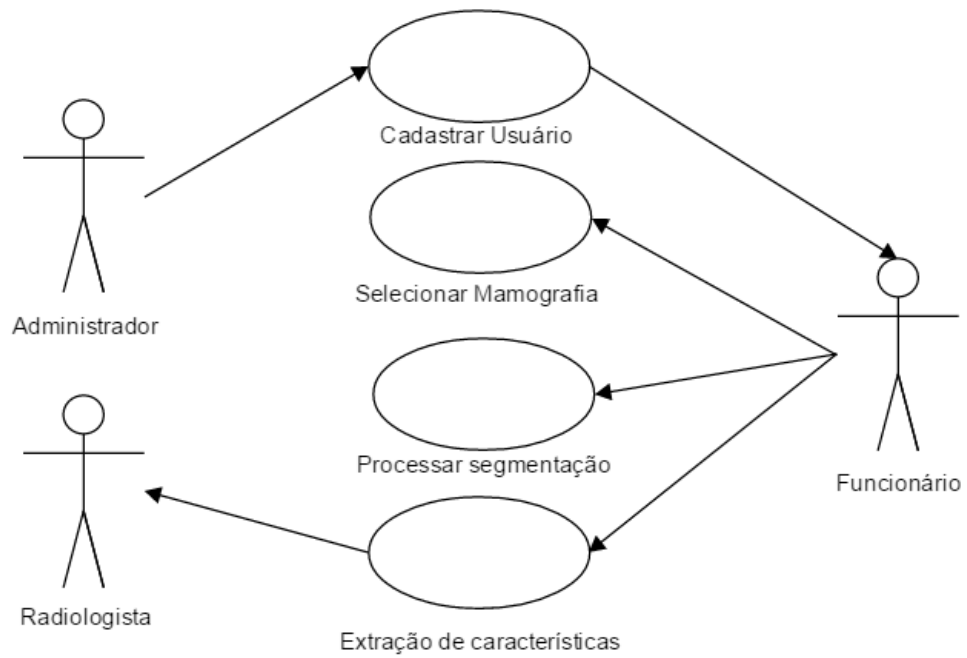 Cadastrar Usuário
Selecionar Mamografia
Administrador
Processar segmentação
Funcionário
Radiologista
Extração de características